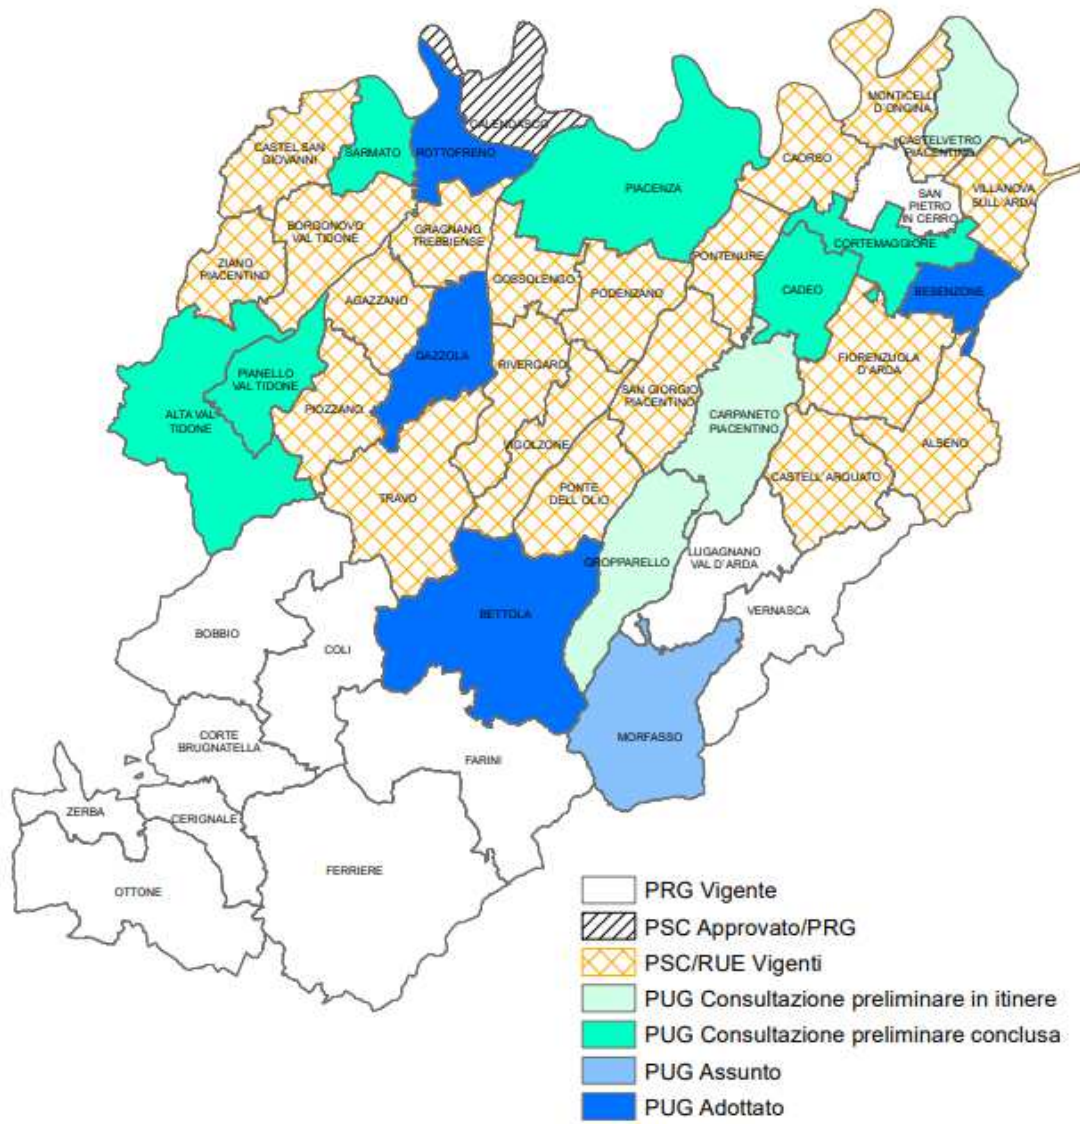 MONTICELLI
D'ONGINA
CALENDASCO
CASTEL SAN
GIOVANNI
SARMATO
ROTTOFRENO
CASTELVETRO
PIACENTINO
CAORSO
PIACENZA
SAN
PIETRO
IN CERRO
VILLANOVA
SULL'ARDA
BORGONOVO
VAL TIDONE
GRAGNANO
TREBBIENSE
CORTEMAGGIORE
PONTENURE
ZIANO
PIACENTINO
GOSSOLENGO
PODENZANO
CADEO
BESENZONE
AGAZZANO
GAZZOLA
RIVERGARO
FIORENZUOLA
D'ARDA
PIANELLO
VAL TIDONE
SAN GIORGIO
PIACENTINO
PIOZZANO
ALTA VAL
TIDONE
CARPANETO
PIACENTINO
VIGOLZONE
ALSENO
CASTELL'ARQUATO
TRAVO
PONTE
DELL'OLIO
LUGAGNANO
VAL D'ARDA
GROPPARELLO
BETTOLA
VERNASCA
BOBBIO
COLI
CORTE
BRUGNATELLA
MORFASSO
FARINI
ZERBA
CERIGNALE
FERRIERE
OTTONE
PRG Vigente
PSC Approvato/PRG
PSC/RUE Vigenti
PUG Consultazione preliminare in itinere
PUG Consultazione preliminare conclusa
PUG Assunto
PUG Adottato